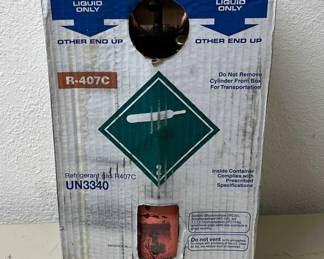 LIQUID
ONLY
LIQUID
ONLY
OTHER END UP
OTHER END UP
R-407C
Do Not Remove
Cylinder From Box
For Transportation
Refrigerant gas R407C
UN3340
Inside Container
Complies with
Prescribed
Specifications
Do not vent